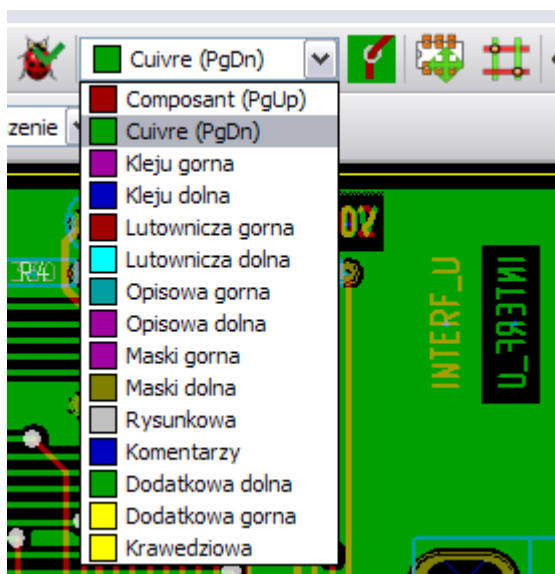 Cuivre (PgDn)
Composant (PgUp)
zenie
Cuivre (PgDn)
Kleju gorna
Kleju dolna
Lutownicza gorna
Lutownicza dolna
Opisowa gorna
Opisowa dolna
Maski gorna
Maski dolna
Rysunkowa
Komentarzy
Dodatkowa dolna
Dodatkowa gorna
Krawedziowa
R40
INTERF_U
INTERF_U